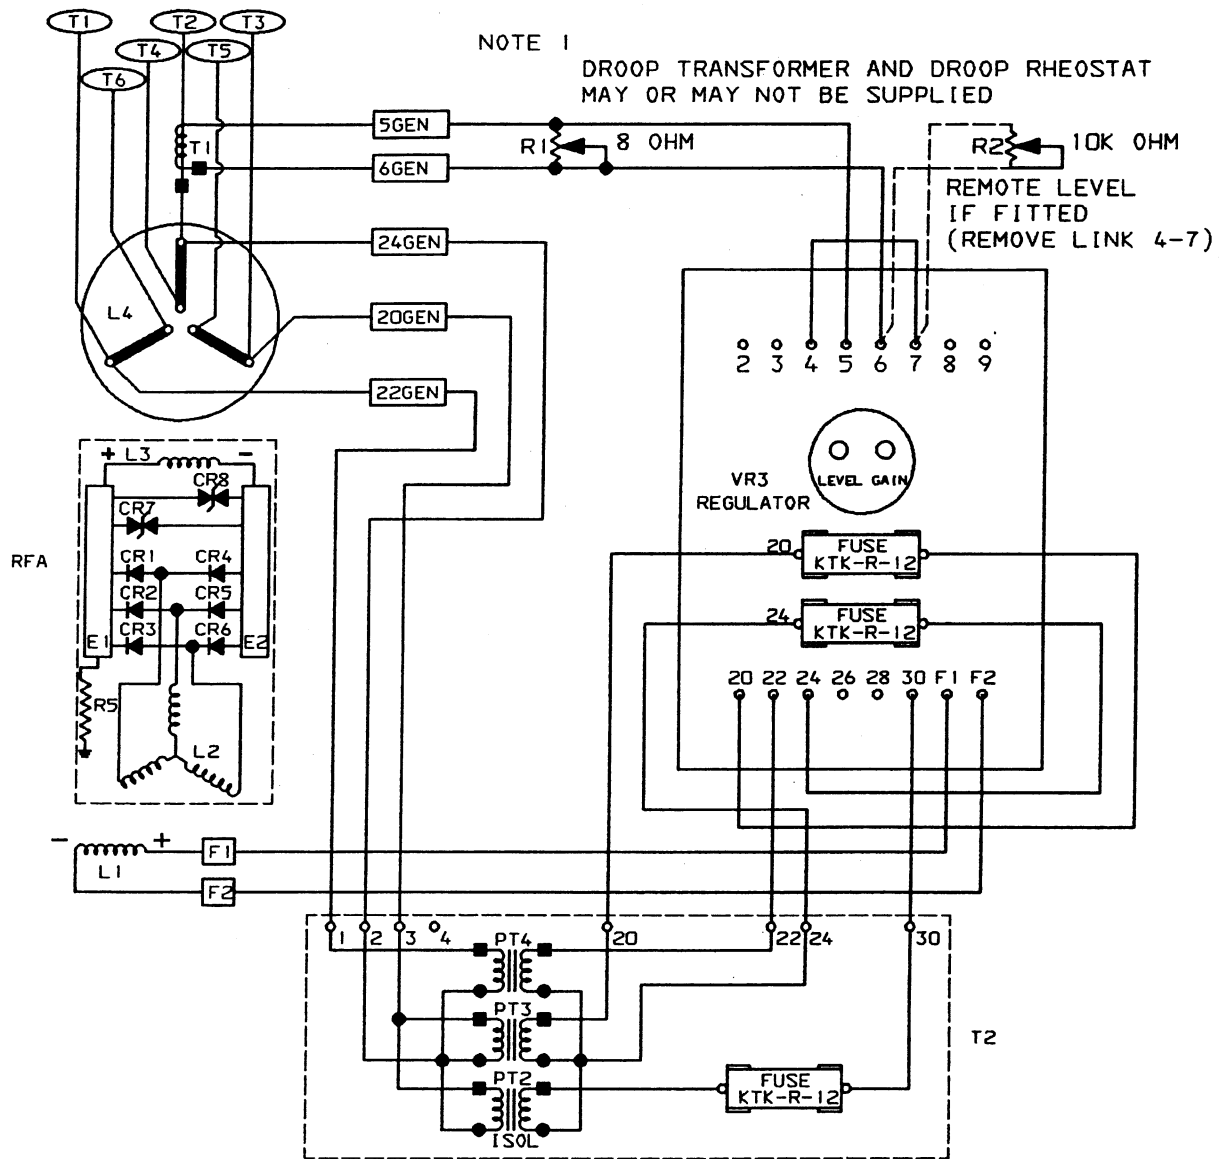 T1
T2
T3
T4
T5
T6
NOTE 1
DROOP TRANSFORMER AND DROOP RHEOSTAT
MAY OR MAY NOT BE SUPPLIED
5GEN
T1
R1
8 OHM
R2
10K OHM
6GEN
REMOTE LEVEL
IF FITTED
(REMOVE LINK 4-7)
24GEN
L4
20GEN
22GEN
2 3 4 5 6 7 8 9
+ L3 -
CR8
CR7
VR3
REGULATOR
LEVEL GAIN
RFA
CR1 CR4
CR2 CR5
CR3 CR6
E1 E2
20
FUSE
KTK-R-12
24
FUSE
KTK-R-12
R5
L2
20 22 24 26 28 30 F1 F2
- +
L1
F1
F2
1 2 3 4
20
22 24
30
PT4
PT3
PT2
ISOL
T2
FUSE
KTK-R-12